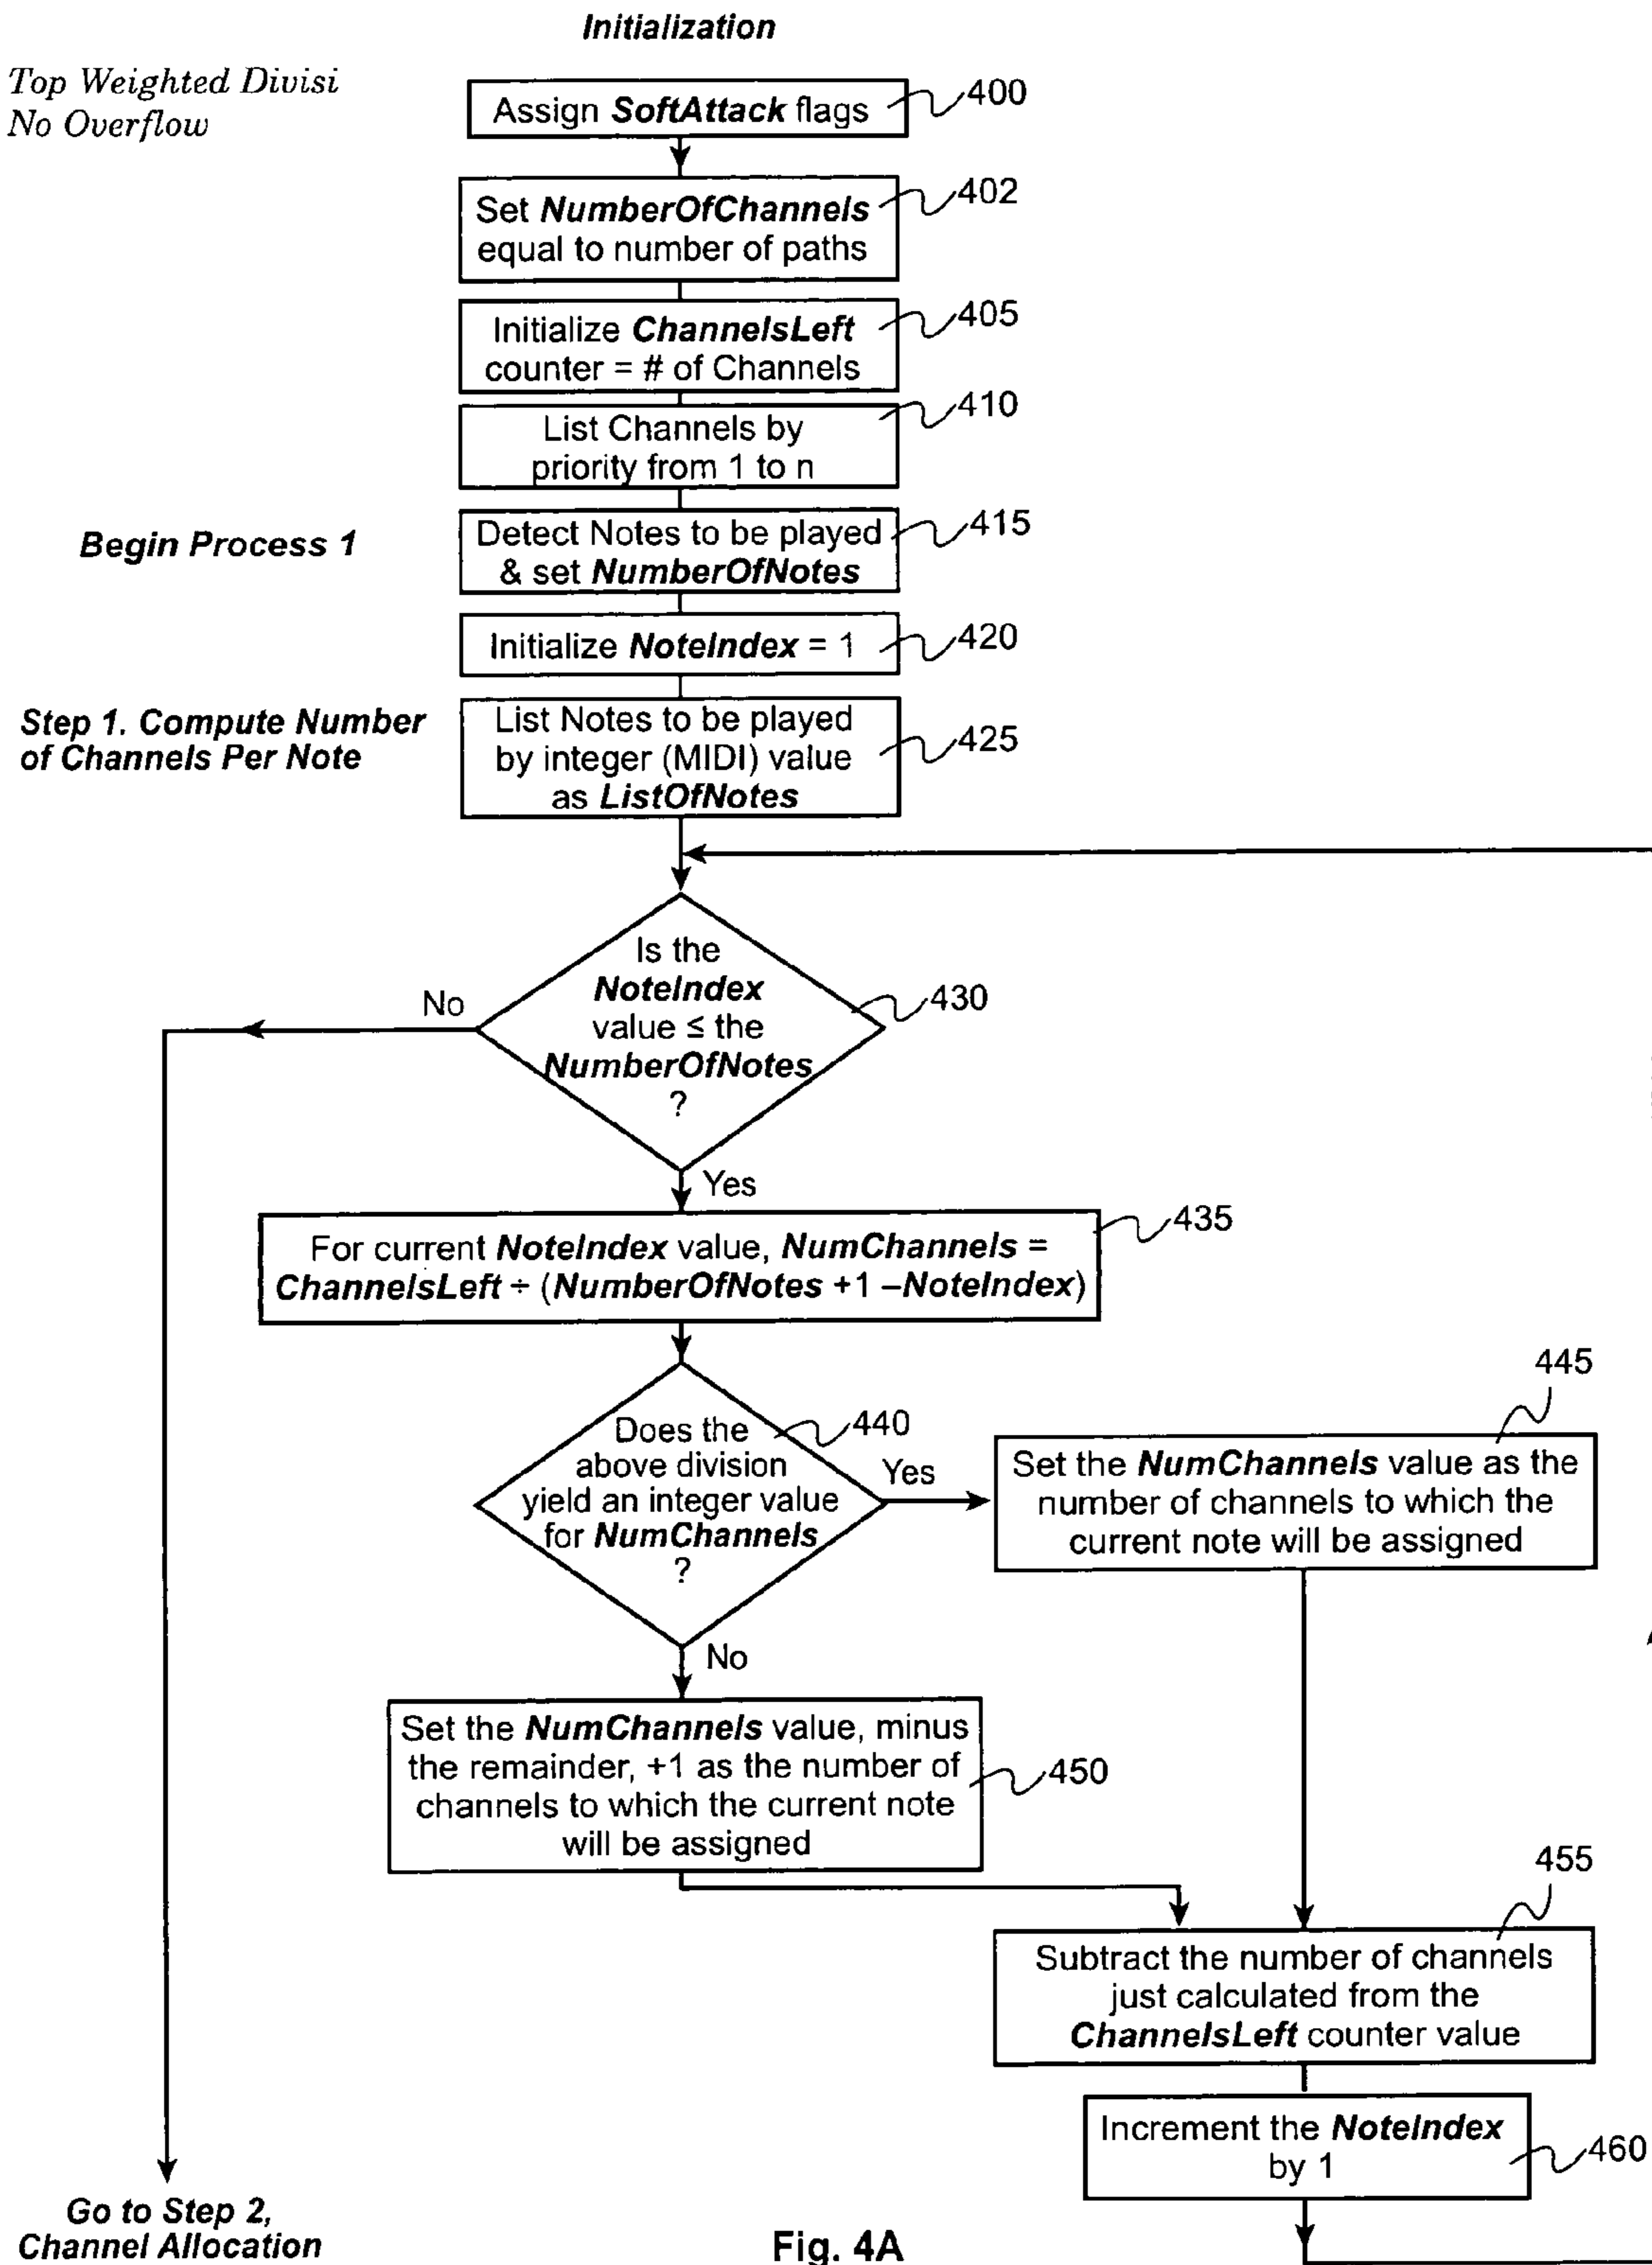 Initialization
Top Weighted Divisi
No Overflow
Assign SoftAttack flags
400
Set NumberOfChannels
equal to number of paths
402
Initialize ChannelsLeft
counter = # of Channels
405
List Channels by
priority from 1 to n
410
Begin Process 1
Detect Notes to be played
& set NumberOfNotes
415
Initialize NoteIndex = 1
420
Step 1. Compute Number
of Channels Per Note
List Notes to be played
by integer (MIDI) value
as ListOfNotes
425
Is the
NoteIndex
value ≤ the
NumberOfNotes
?
430
No
Yes
For current NoteIndex value, NumChannels =
ChannelsLeft ÷ (NumberOfNotes +1 –NoteIndex)
435
Does the
above division
yield an integer value
for NumChannels
?
440
Yes
445
Set the NumChannels value as the
number of channels to which the
current note will be assigned
No
Set the NumChannels value, minus
the remainder, +1 as the number of
channels to which the current note
will be assigned
450
455
Subtract the number of channels
just calculated from the
ChannelsLeft counter value
Increment the NoteIndex
by 1
460
Go to Step 2,
Channel Allocation
Fig. 4A